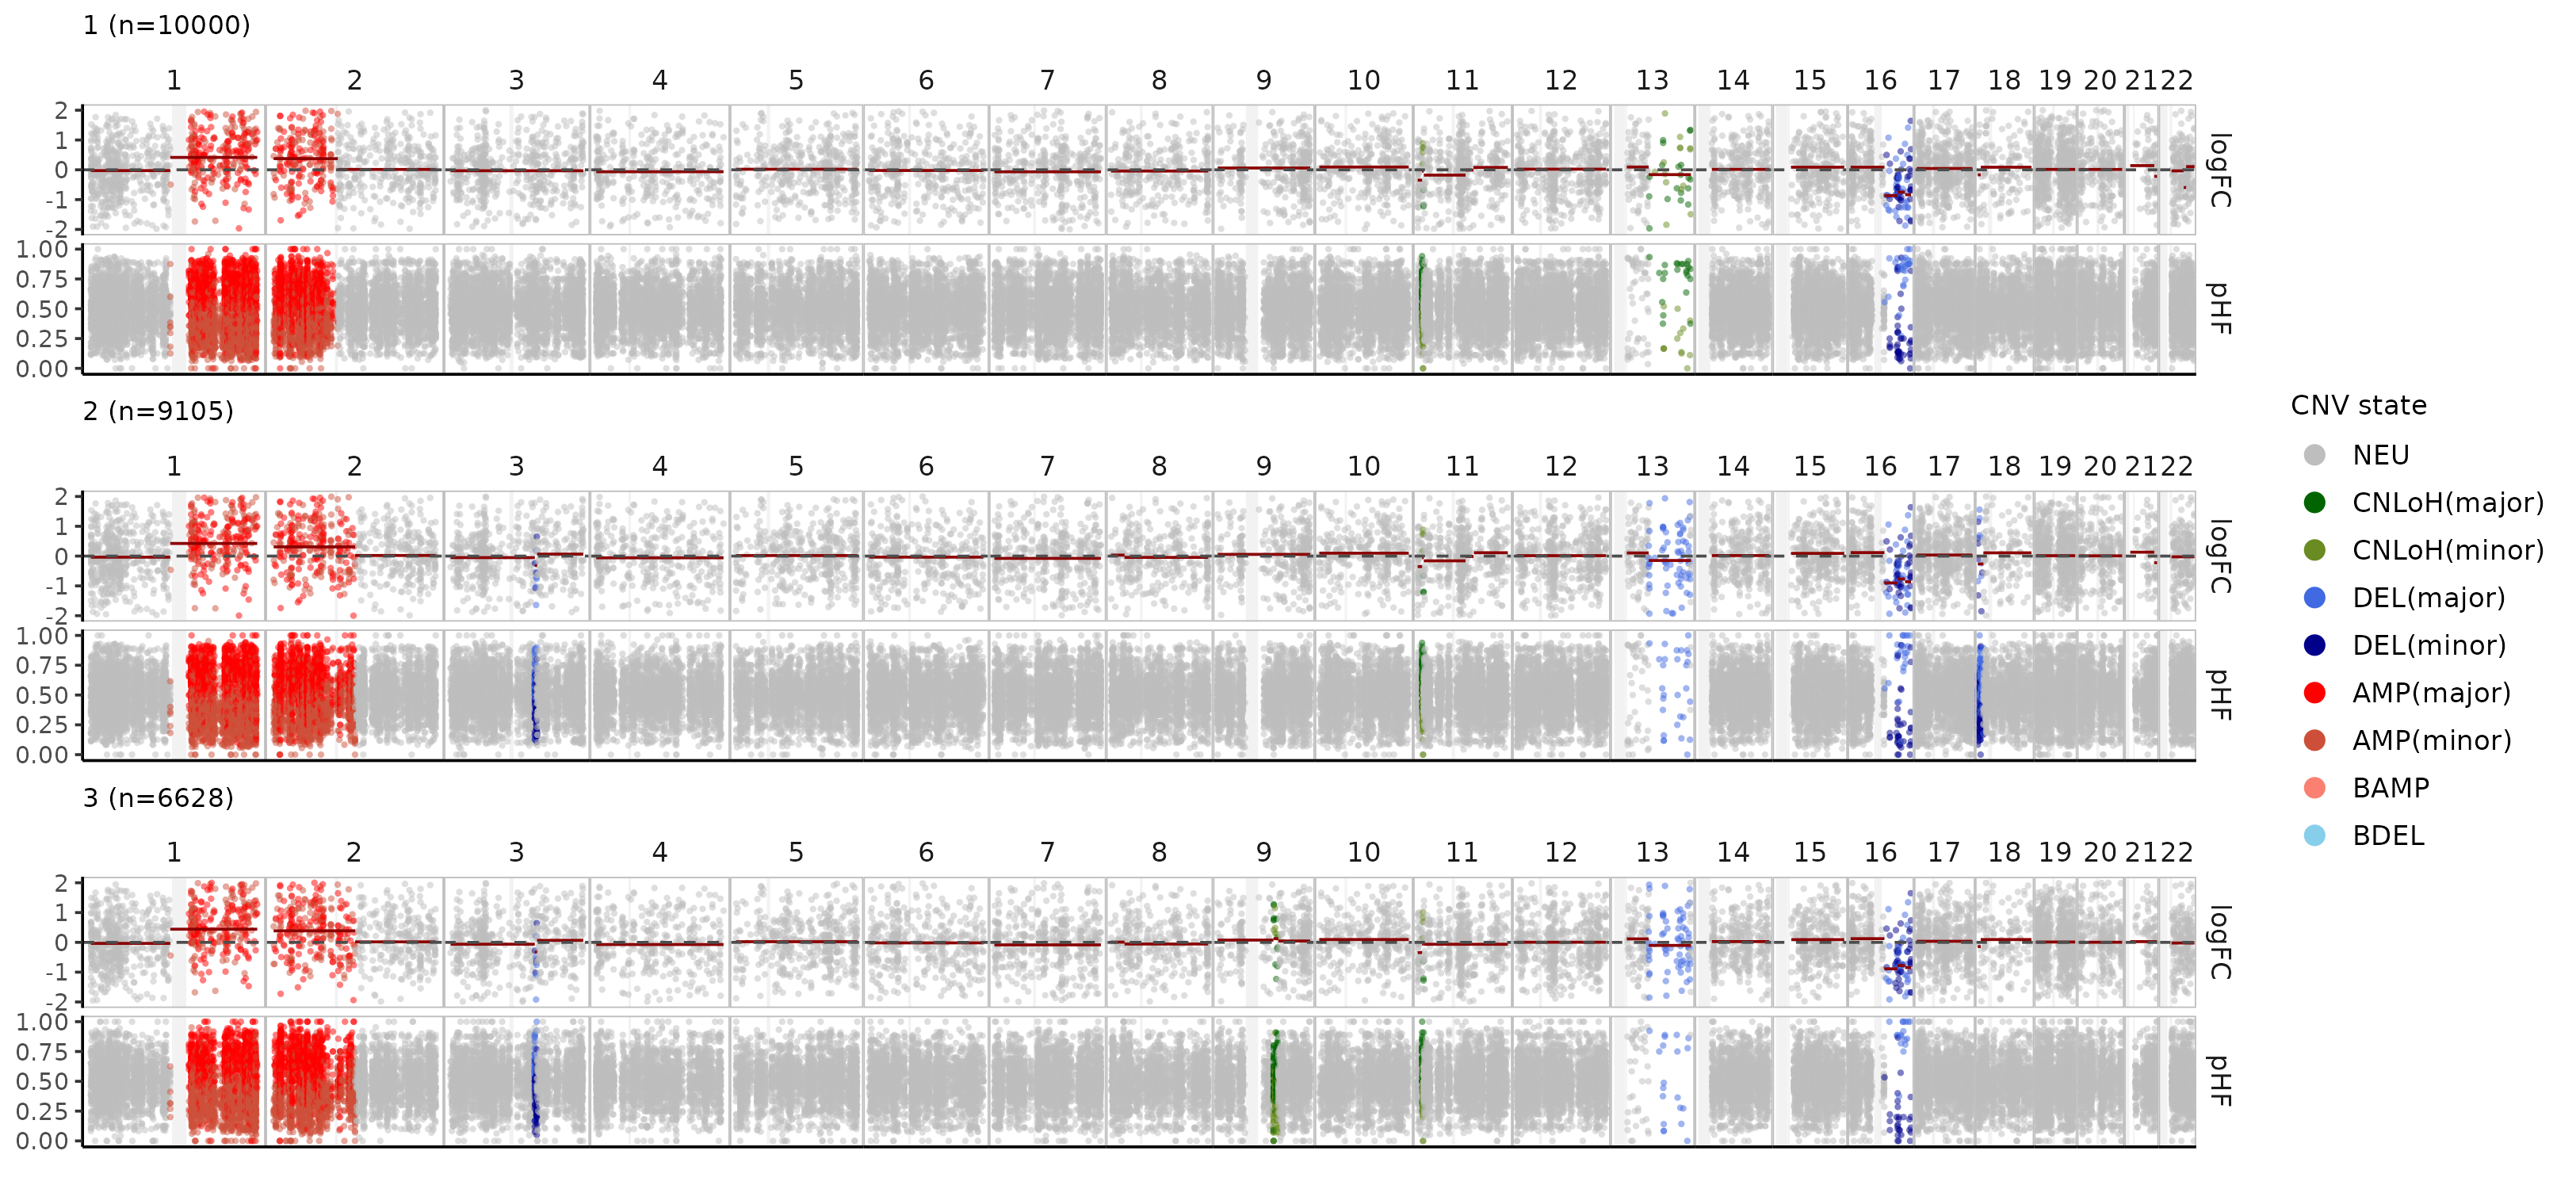 1 (n=10000)
1 2 3 4 5 6 7 8 9 10 11 12 13 14 15 16 17 18 19 20 21 22
2
1
0
-1
-2
logFC
1.00
0.75
0.50
0.25
0.00
pHF
2 (n=9105)
1 2 3 4 5 6 7 8 9 10 11 12 13 14 15 16 17 18 19 20 21 22
2
1
0
-1
-2
logFC
1.00
0.75
0.50
0.25
0.00
pHF
3 (n=6628)
1 2 3 4 5 6 7 8 9 10 11 12 13 14 15 16 17 18 19 20 21 22
2
1
0
-1
-2
logFC
1.00
0.75
0.50
0.25
0.00
pHF
CNV state
NEU
CNLoH(major)
CNLoH(minor)
DEL(major)
DEL(minor)
AMP(major)
AMP(minor)
BAMP
BDEL